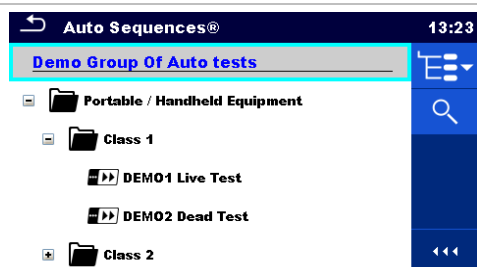 Auto Sequences® 13:23
Demo Group Of Auto tests
Portable / Handheld Equipment
Class 1
DEMO1 Live Test
DEMO2 Dead Test
Class 2